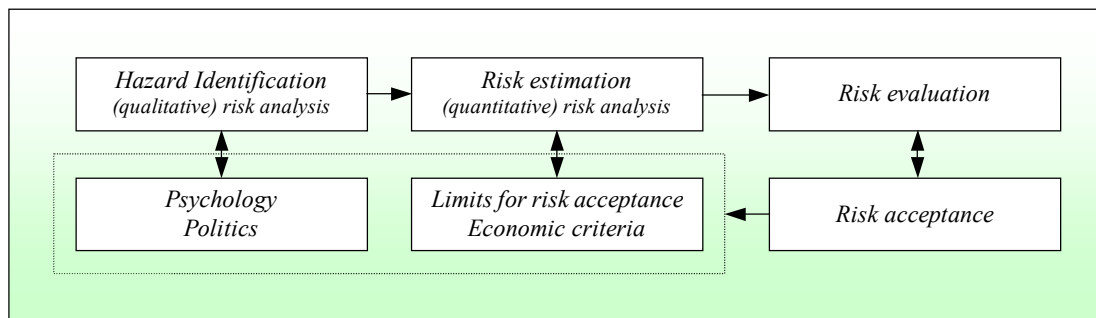 Hazard Identification
(qualitative) risk analysis
Risk estimation
(quantitative) risk analysis
Risk evaluation
Psychology
Politics
Limits for risk acceptance
Economic criteria
Risk acceptance